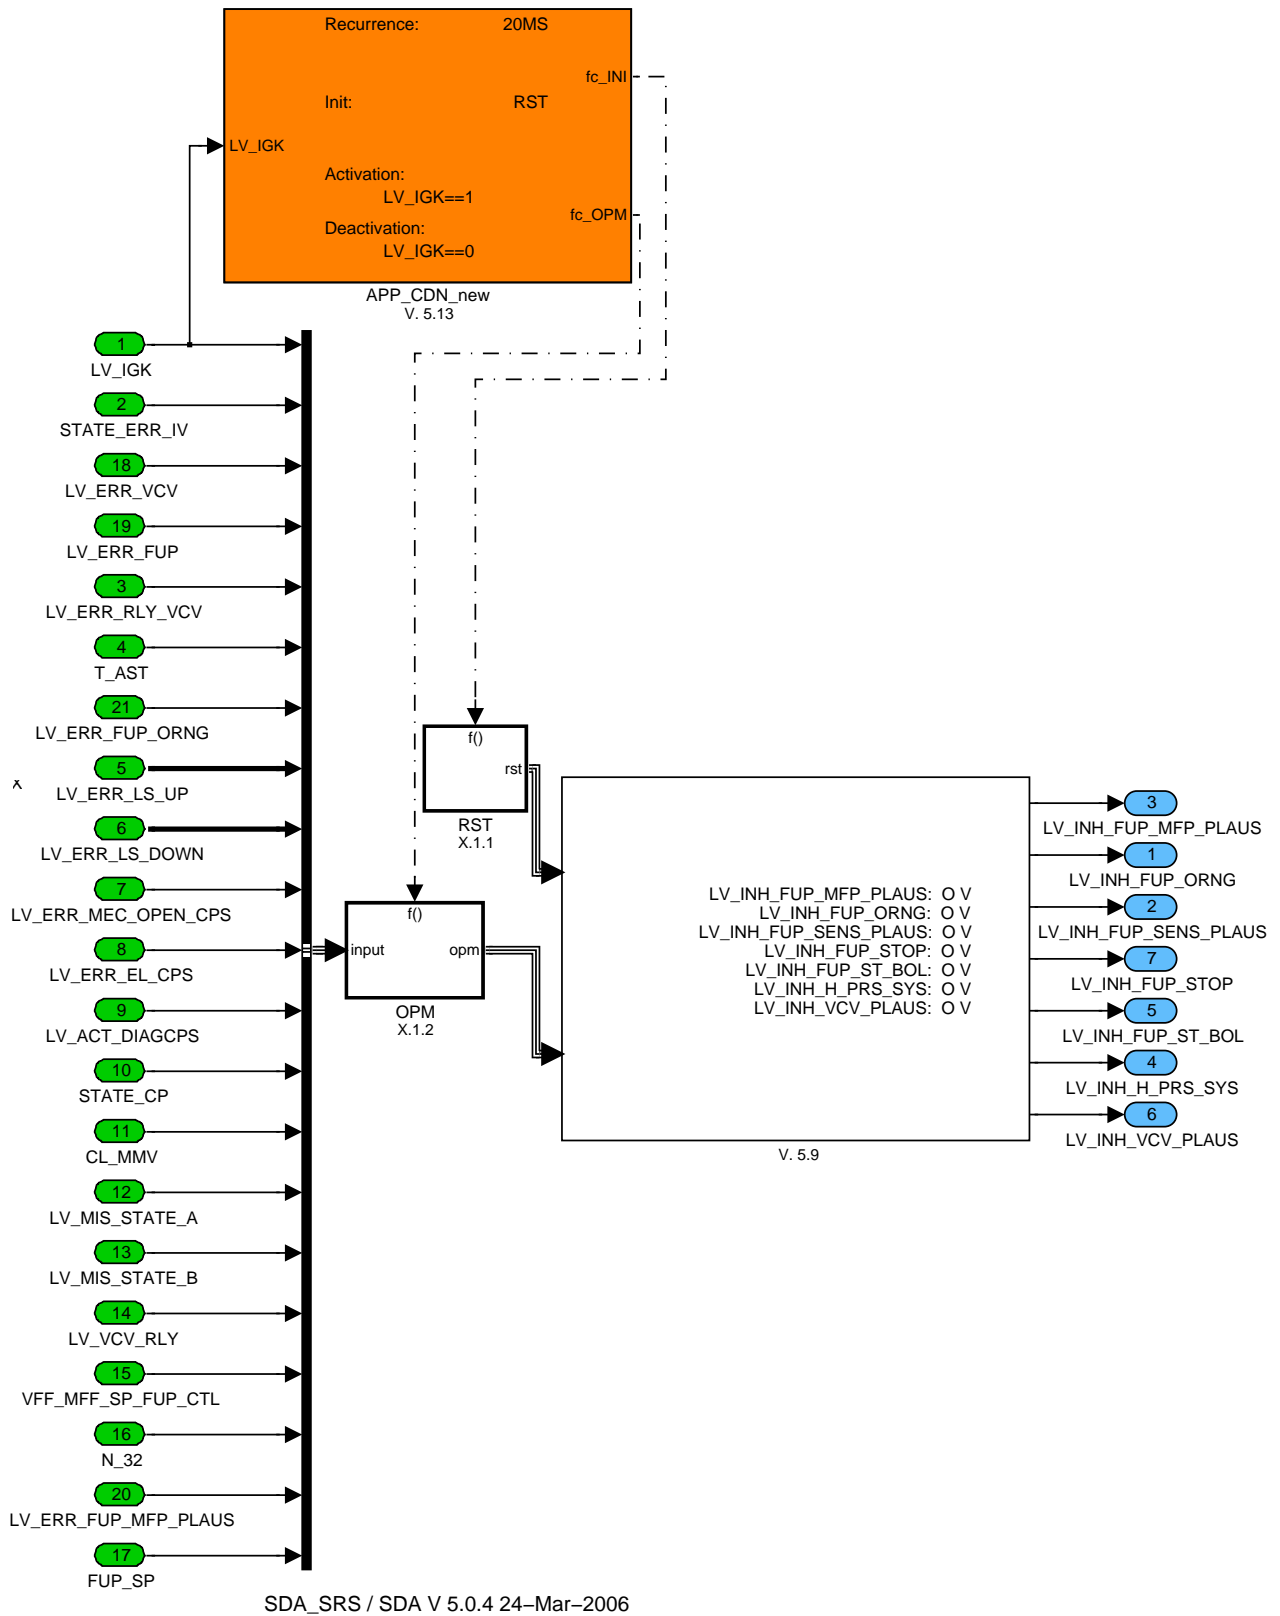 Recurrence: 20MS
fc_INI
Init: RST
LV_IGK
Activation:
LV_IGK==1
fc_OPM
Deactivation:
LV_IGK==0
APP_CDN_new
V. 5.13
1
LV_IGK
2
STATE_ERR_IV
18
LV_ERR_VCV
19
LV_ERR_FUP
3
LV_ERR_RLY_VCV
4
T_AST
21
LV_ERR_FUP_ORNG
5
LV_ERR_LS_UP
6
LV_ERR_LS_DOWN
7
LV_ERR_MEC_OPEN_CPS
8
LV_ERR_EL_CPS
9
LV_ACT_DIAGCPS
10
STATE_CP
11
CL_MMV
12
LV_MIS_STATE_A
13
LV_MIS_STATE_B
14
LV_VCV_RLY
15
VFF_MFF_SP_FUP_CTL
16
N_32
20
LV_ERR_FUP_MFP_PLAUS
17
FUP_SP
x
f()
rst
RST
X.1.1
f()
input opm
OPM
X.1.2
LV_INH_FUP_MFP_PLAUS: O V
LV_INH_FUP_ORNG: O V
LV_INH_FUP_SENS_PLAUS: O V
LV_INH_FUP_STOP: O V
LV_INH_FUP_ST_BOL: O V
LV_INH_H_PRS_SYS: O V
LV_INH_VCV_PLAUS: O V
V. 5.9
3
LV_INH_FUP_MFP_PLAUS
1
LV_INH_FUP_ORNG
2
LV_INH_FUP_SENS_PLAUS
7
LV_INH_FUP_STOP
5
LV_INH_FUP_ST_BOL
4
LV_INH_H_PRS_SYS
6
LV_INH_VCV_PLAUS
SDA_SRS / SDA V 5.0.4 24−Mar−2006